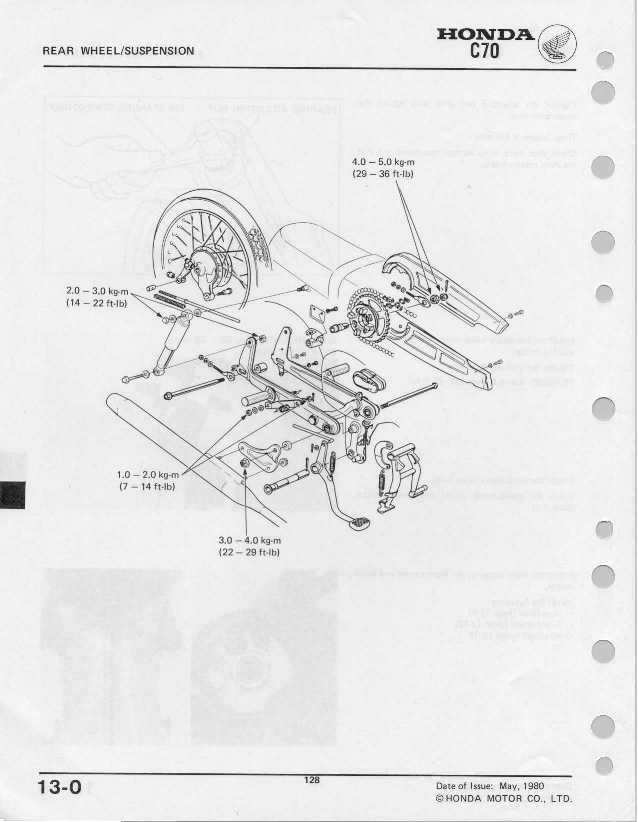 HONDA
C70
REAR WHEEL/SUSPENSION
4.0 – 5.0 kg-m
(29 – 36 ft-lb)
2.0 – 3.0 kg-m
(14 – 22 ft-lb)
1.0 – 2.0 kg-m
(7 – 14 ft-lb)
3.0 – 4.0 kg-m
(22 – 29 ft-lb)
13-0
128
Date of Issue: May, 1980
© HONDA MOTOR CO., LTD.